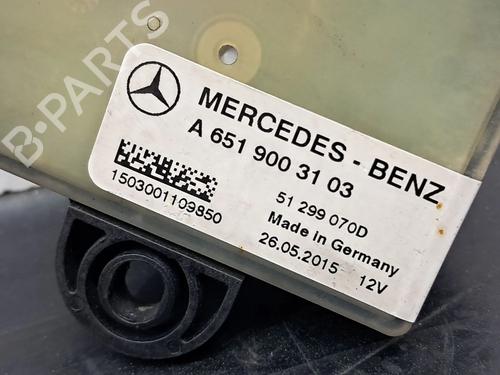 B-PARTS
MERCEDES - BENZ
A 651 900 31 03
1503001109850
51 299 070D
Made in Germany
26.05.2015 12V